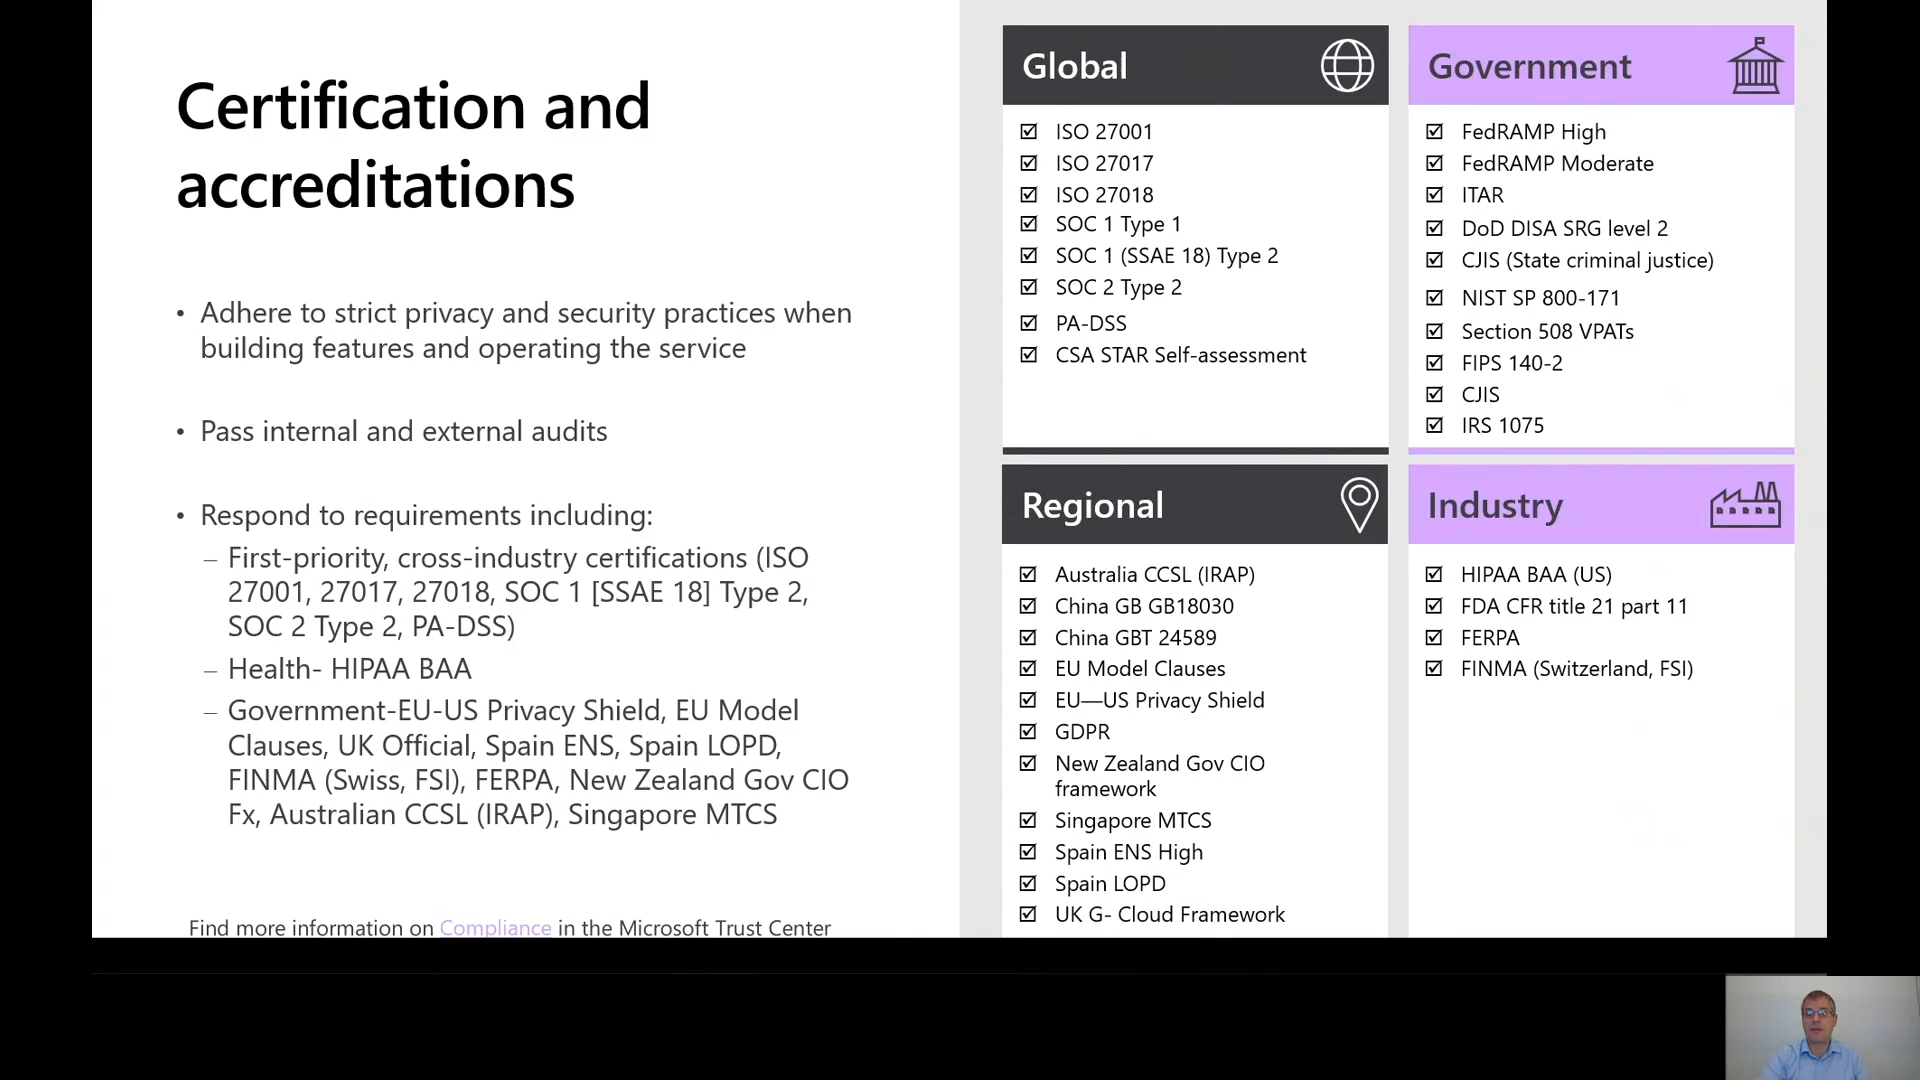 Certification and
accreditations
• Adhere to strict privacy and security practices when
building features and operating the service
• Pass internal and external audits
• Respond to requirements including:
– First-priority, cross-industry certifications (ISO
27001, 27017, 27018, SOC 1 [SSAE 18] Type 2,
SOC 2 Type 2, PA-DSS)
– Health- HIPAA BAA
– Government-EU-US Privacy Shield, EU Model
Clauses, UK Official, Spain ENS, Spain LOPD,
FINMA (Swiss, FSI), FERPA, New Zealand Gov CIO
Fx, Australian CCSL (IRAP), Singapore MTCS
Find more information on Compliance in the Microsoft Trust Center
Global
ISO 27001
ISO 27017
ISO 27018
SOC 1 Type 1
SOC 1 (SSAE 18) Type 2
SOC 2 Type 2
PA-DSS
CSA STAR Self-assessment
Government
FedRAMP High
FedRAMP Moderate
ITAR
DoD DISA SRG level 2
CJIS (State criminal justice)
NIST SP 800-171
Section 508 VPATs
FIPS 140-2
CJIS
IRS 1075
Regional
Australia CCSL (IRAP)
China GB GB18030
China GBT 24589
EU Model Clauses
EU—US Privacy Shield
GDPR
New Zealand Gov CIO
framework
Singapore MTCS
Spain ENS High
Spain LOPD
UK G- Cloud Framework
Industry
HIPAA BAA (US)
FDA CFR title 21 part 11
FERPA
FINMA (Switzerland, FSI)